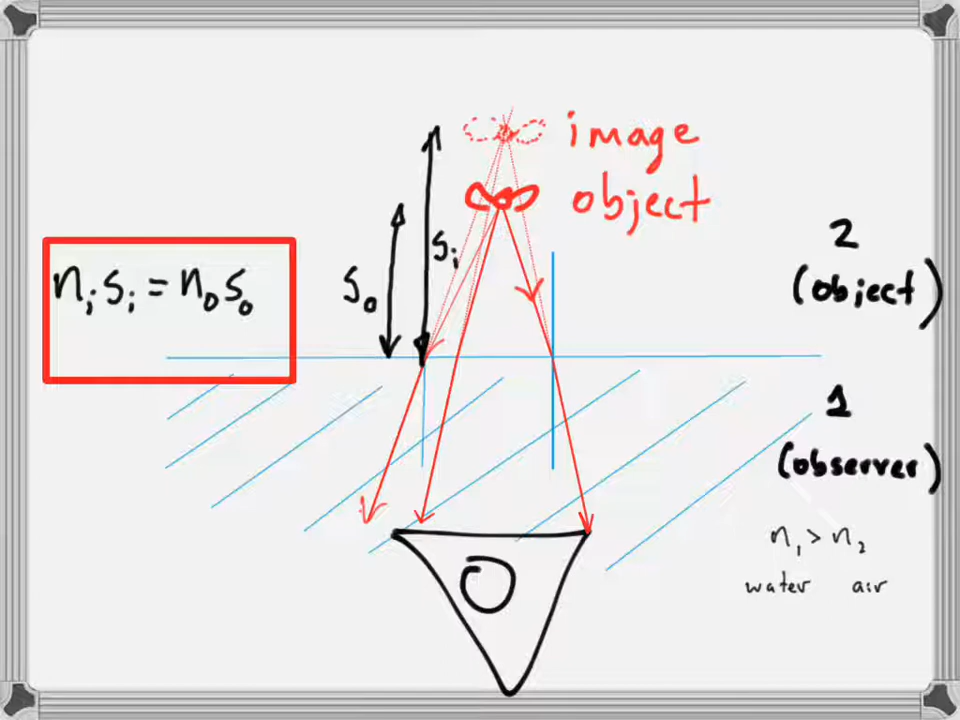 image
object
sᵢ
s₀
nᵢsᵢ = n₀s₀
2
(object)
1
(observer)
n₁ > n₂
water air